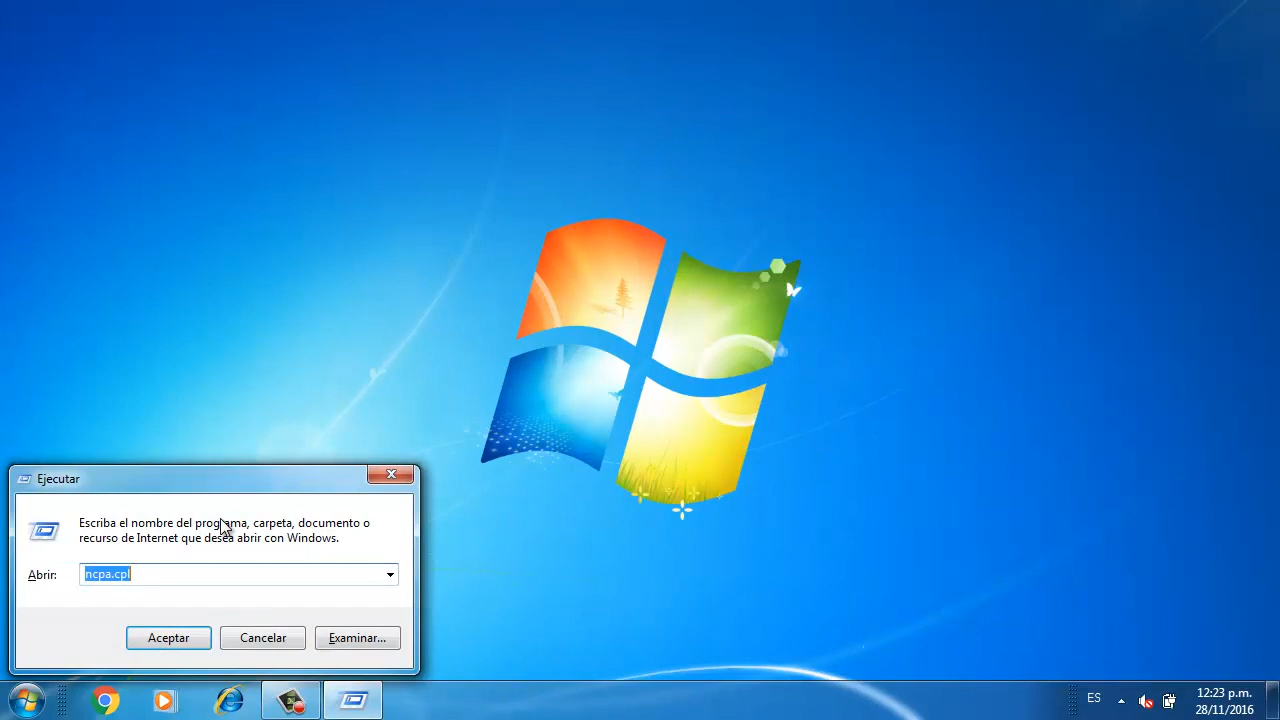 Ejecutar
Escriba el nombre del programa, carpeta, documento o
recurso de Internet que desea abrir con Windows.
Abrir:
ncpa.cpl
Aceptar
Cancelar
Examinar...
ES
12:23 p.m.
28/11/2016